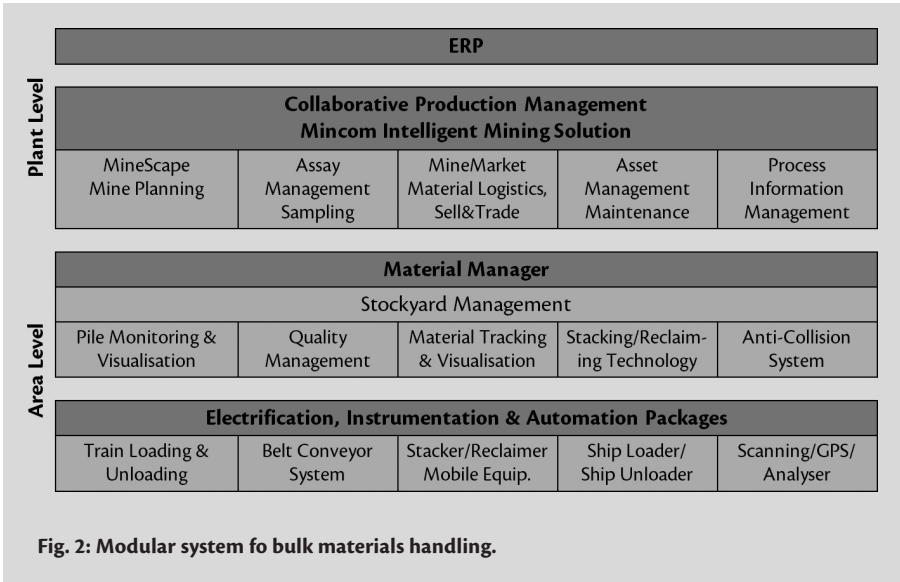 ERP
Plant Level
Collaborative Production Management
Mincom Intelligent Mining Solution
MineScape
Mine Planning
Assay
Management
Sampling
MineMarket
Material Logistics,
Sell&Trade
Asset
Management
Maintenance
Process
Information
Management
Area Level
Material Manager
Stockyard Management
Pile Monitoring &
Visualisation
Quality
Management
Material Tracking
& Visualisation
Stacking/Reclaim-
ing Technology
Anti-Collision
System
Electrification, Instrumentation & Automation Packages
Train Loading &
Unloading
Belt Conveyor
System
Stacker/Reclaimer
Mobile Equip.
Ship Loader/
Ship Unloader
Scanning/GPS/
Analyser
Fig. 2: Modular system fo bulk materials handling.